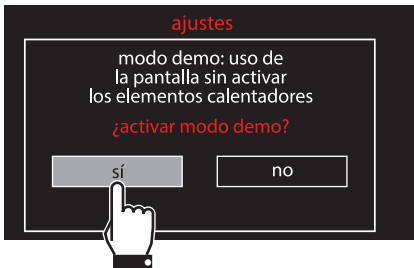 ajustes
modo demo: uso de
la pantalla sin activar
los elementos calentadores
¿activar modo demo?
sí
no